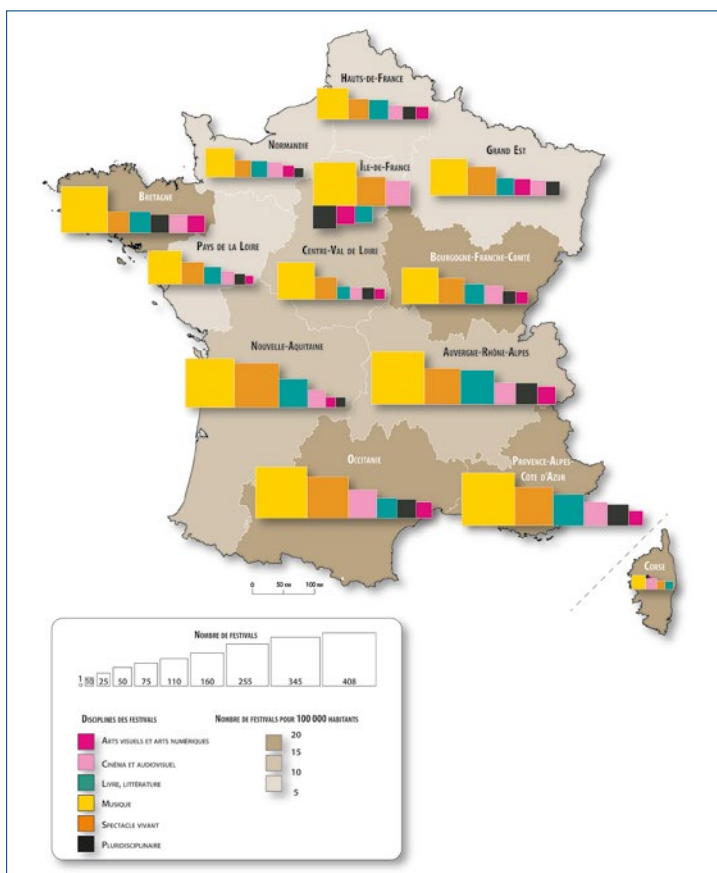 HAUTS-DE-FRANCE
NORMANDIE
GRAND EST
ÎLE-DE-FRANCE
BRETAGNE
PAYS DE LA LOIRE
CENTRE-VAL DE LOIRE
BOURGOGNE-FRANCHE-COMTÉ
NOUVELLE-AQUITAINE
AUVERGNE-RHÔNE-ALPES
OCCITANIE
PROVENCE-ALPES-
CÔTE D'AZUR
CORSE
0 50 KM 100 KM
NOMBRE DE FESTIVALS
1 10 25 50 75 110 160 255 345 408
DISCIPLINES DES FESTIVALS
ARTS VISUELS ET ARTS NUMÉRIQUES
CINÉMA ET AUDIOVISUEL
LIVRE, LITTÉRATURE
MUSIQUE
SPECTACLE VIVANT
PLURIDISCIPLINAIRE
NOMBRE DE FESTIVALS POUR 100 000 HABITANTS
20
15
10
5